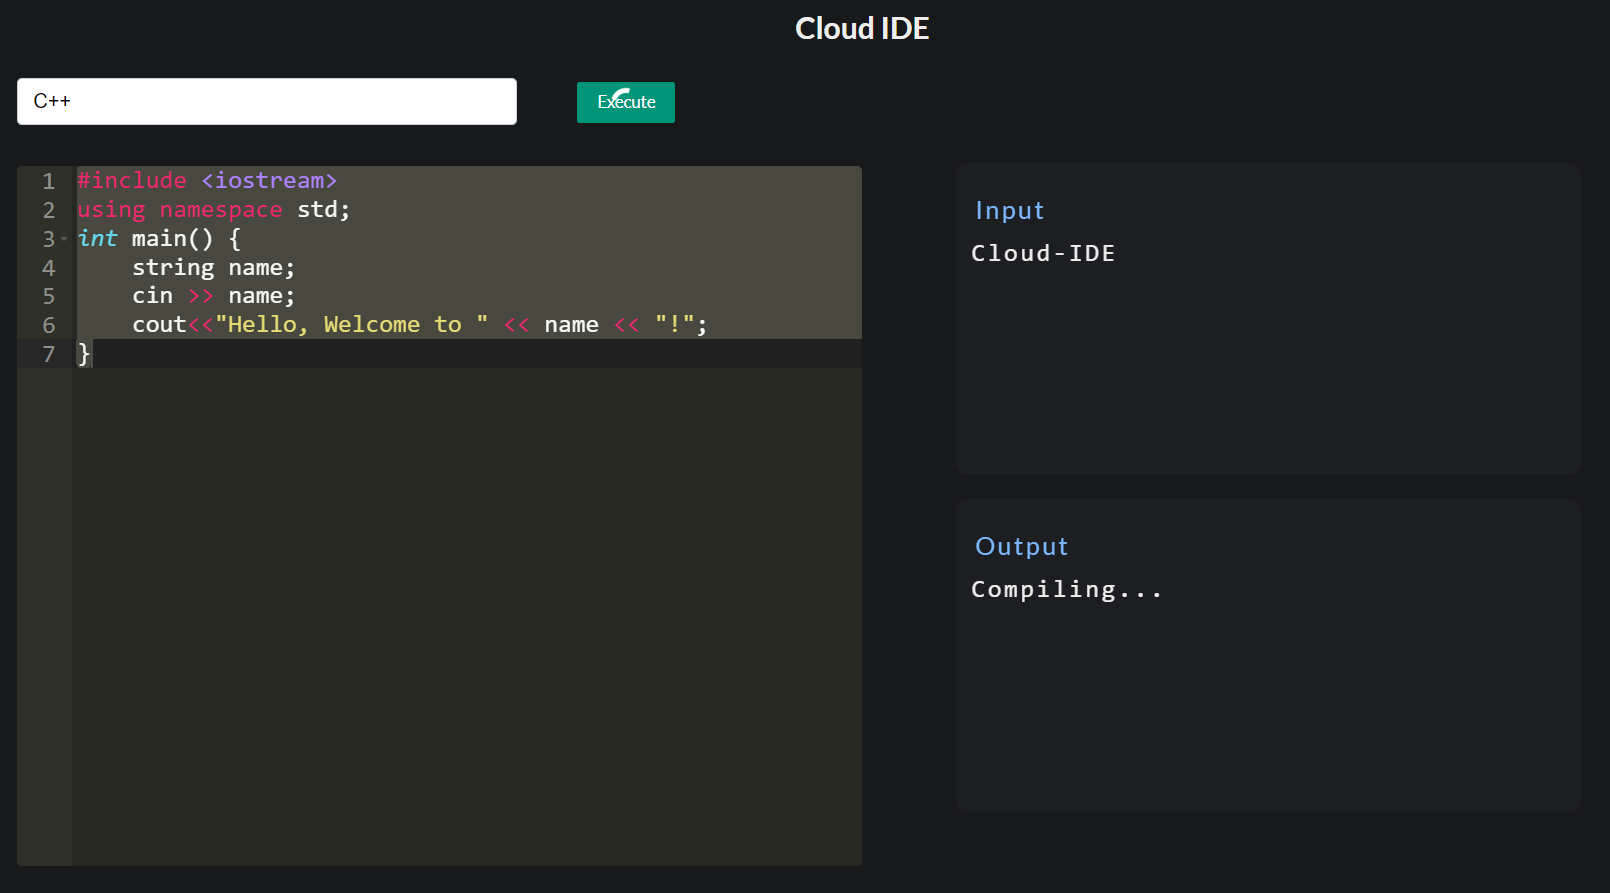 Cloud IDE
C++
Execute
1 #include <iostream>
2 using namespace std;
3 int main() {
4     string name;
5     cin >> name;
6     cout<<"Hello, Welcome to " << name << "!";
7 }
Input
Cloud-IDE
Output
Compiling...